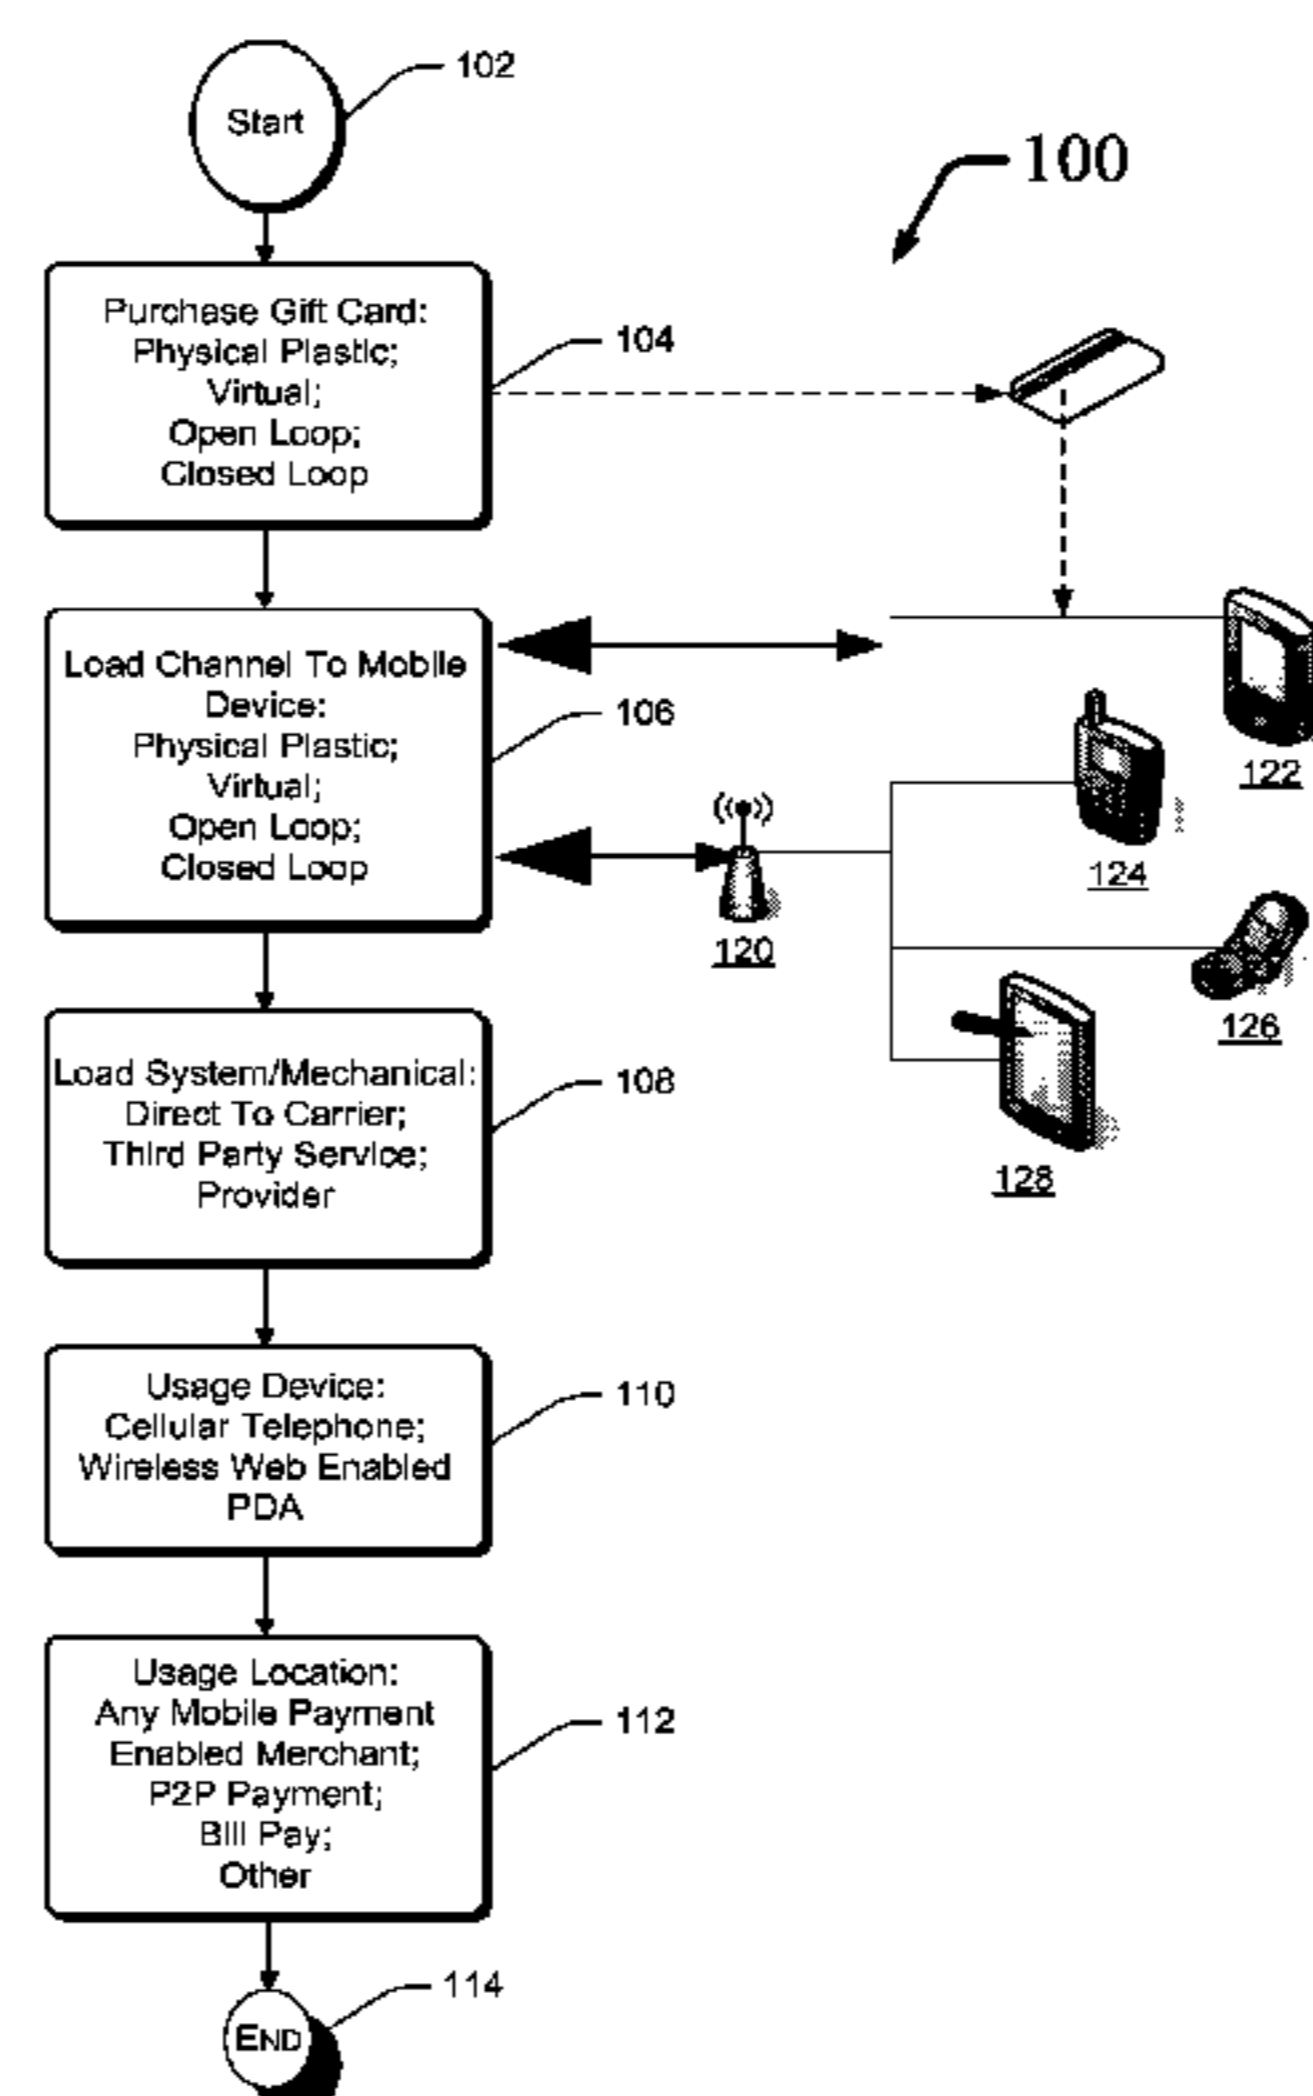 Start
102
100
Purchase Gift Card:
Physical Plastic;
Virtual;
Open Loop;
Closed Loop
104
Load Channel To Mobile
Device:
Physical Plastic;
Virtual;
Open Loop;
Closed Loop
106
122
124
120
126
128
Load System/Mechanical:
Direct To Carrier;
Third Party Service;
Provider
108
Usage Device:
Cellular Telephone;
Wireless Web Enabled
PDA
110
Usage Location:
Any Mobile Payment
Enabled Merchant;
P2P Payment;
Bill Pay;
Other
112
END
114